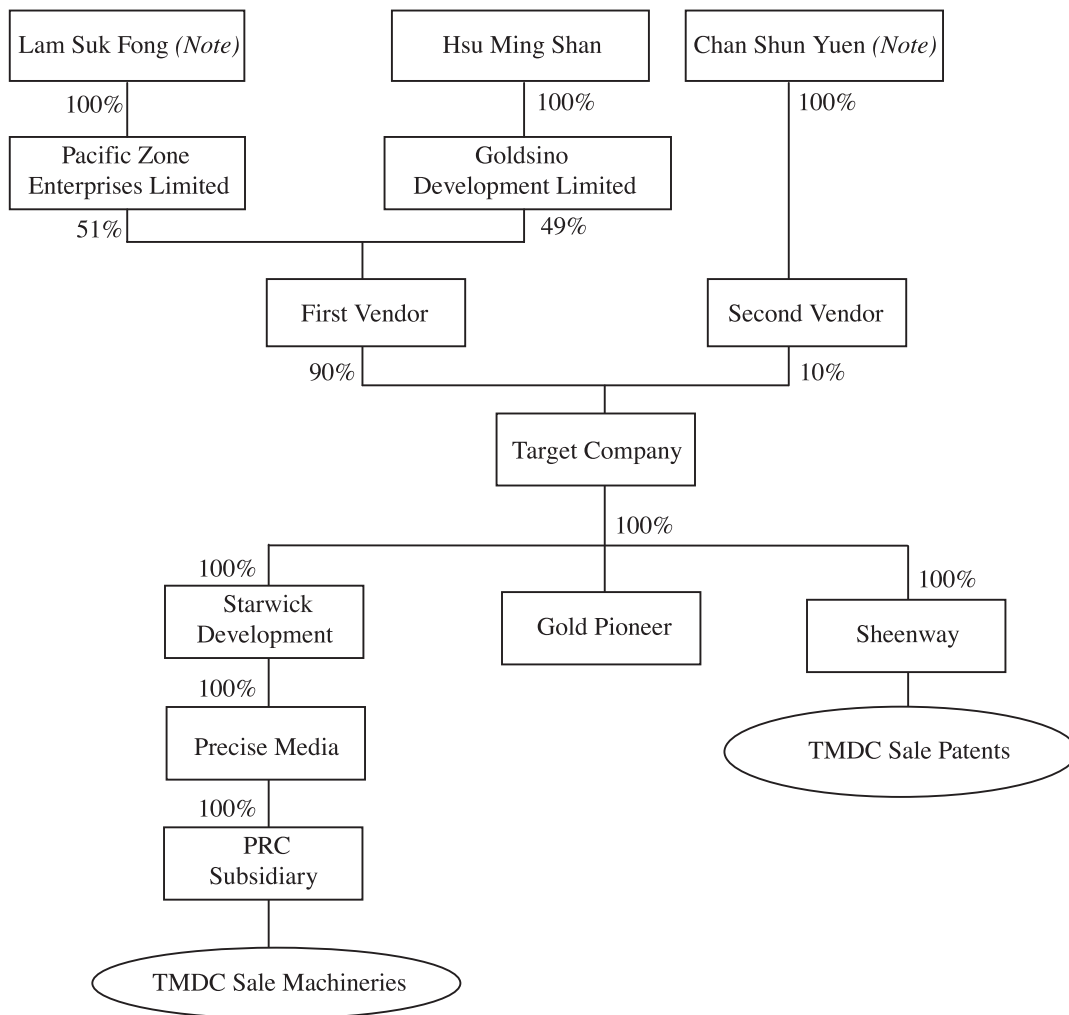 Lam Suk Fong (Note)
Hsu Ming Shan
Chan Shun Yuen (Note)
100%
100%
100%
Pacific Zone
Enterprises Limited
Goldsino
Development Limited
51%
49%
First Vendor
Second Vendor
90%
10%
Target Company
100%
100%
100%
Starwick
Development
Gold Pioneer
Sheenway
100%
Precise Media
TMDC Sale Patents
100%
PRC
Subsidiary
TMDC Sale Machineries